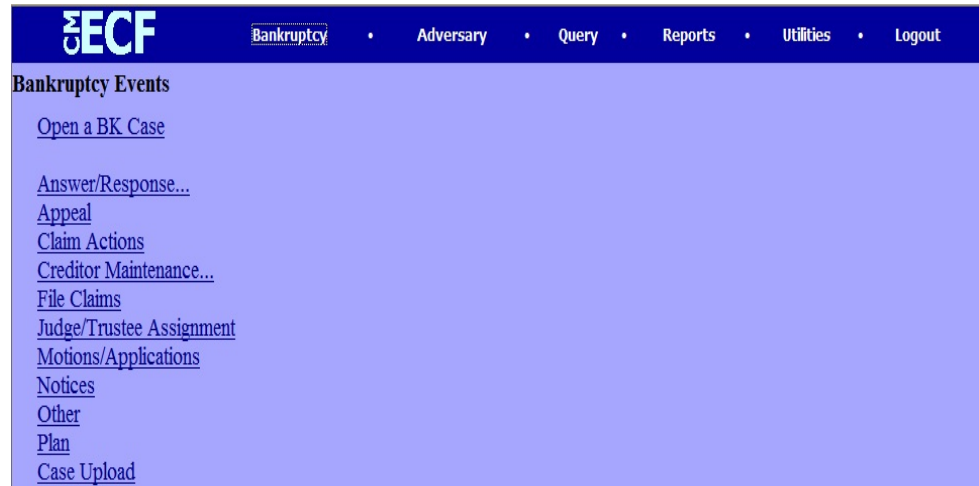 CM ECF Bankruptcy • Adversary • Query • Reports • Utilities • Logout
Bankruptcy Events
Open a BK Case
Answer/Response...
Appeal
Claim Actions
Creditor Maintenance...
File Claims
Judge/Trustee Assignment
Motions/Applications
Notices
Other
Plan
Case Upload